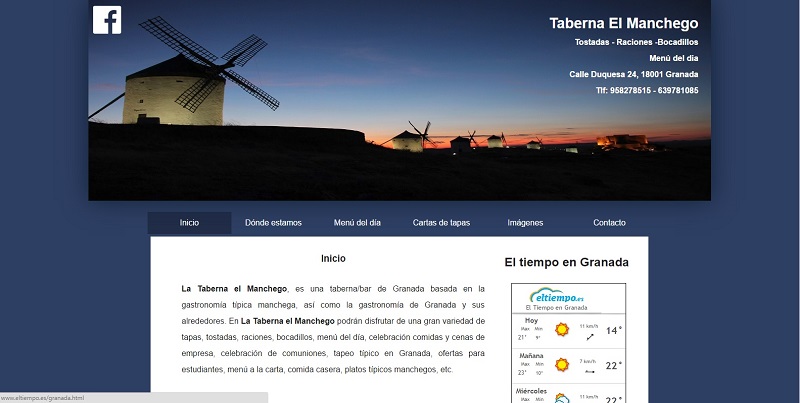 Taberna El Manchego
Tostadas - Raciones -Bocadillos
Menú del día
Calle Duquesa 24, 18001 Granada
Tlf: 958278515 - 639781085
Inicio
Dónde estamos
Menú del día
Cartas de tapas
Imágenes
Contacto
Inicio
La Taberna el Manchego, es una taberna/bar de Granada basada en la
gastronomía típica manchega, así como la gastronomía de Granada y sus
alrededores. En La Taberna el Manchego podrán disfrutar de una gran variedad de
tapas, tostadas, raciones, bocadillos, menú del día, celebración comidas y cenas de
empresa, celebración de comuniones, tapeo típico en Granada, ofertas para
estudiantes, menú a la carta, comida casera, platos típicos manchegos, etc.
El tiempo en Granada
eltiempo.es
El Tiempo en Granada
Hoy
Max Min
21° 9°
11 km/h
14°
Mañana
Max Min
23° 10°
7 km/h
22°
Miércoles
Max Min
11 km/h
22°
www.eltiempo.es/granada.html